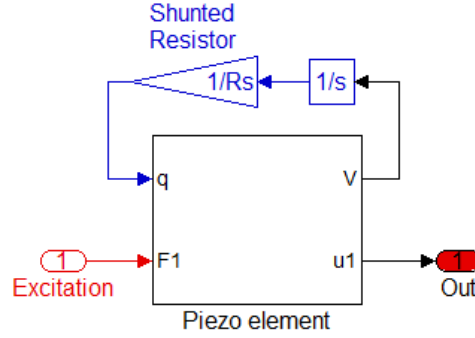 Shunted
Resistor
1/Rs
1/s
q
V
1
F1
u1
1
Excitation
Out
Piezo element